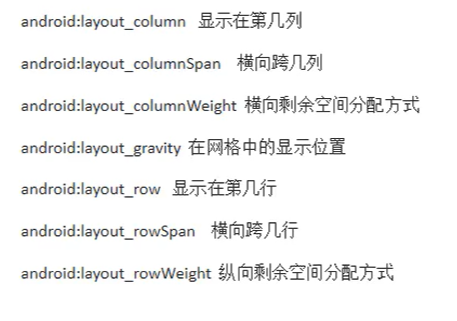 android:layout_column 显示在第几列
android:layout_columnSpan 横向跨几列
android:layout_columnWeight 横向剩余空间分配方式
android:layout_gravity 在网格中的显示位置
android:layout_row 显示在第几行
android:layout_rowSpan 横向跨几行
android:layout_rowWeight 纵向剩余空间分配方式